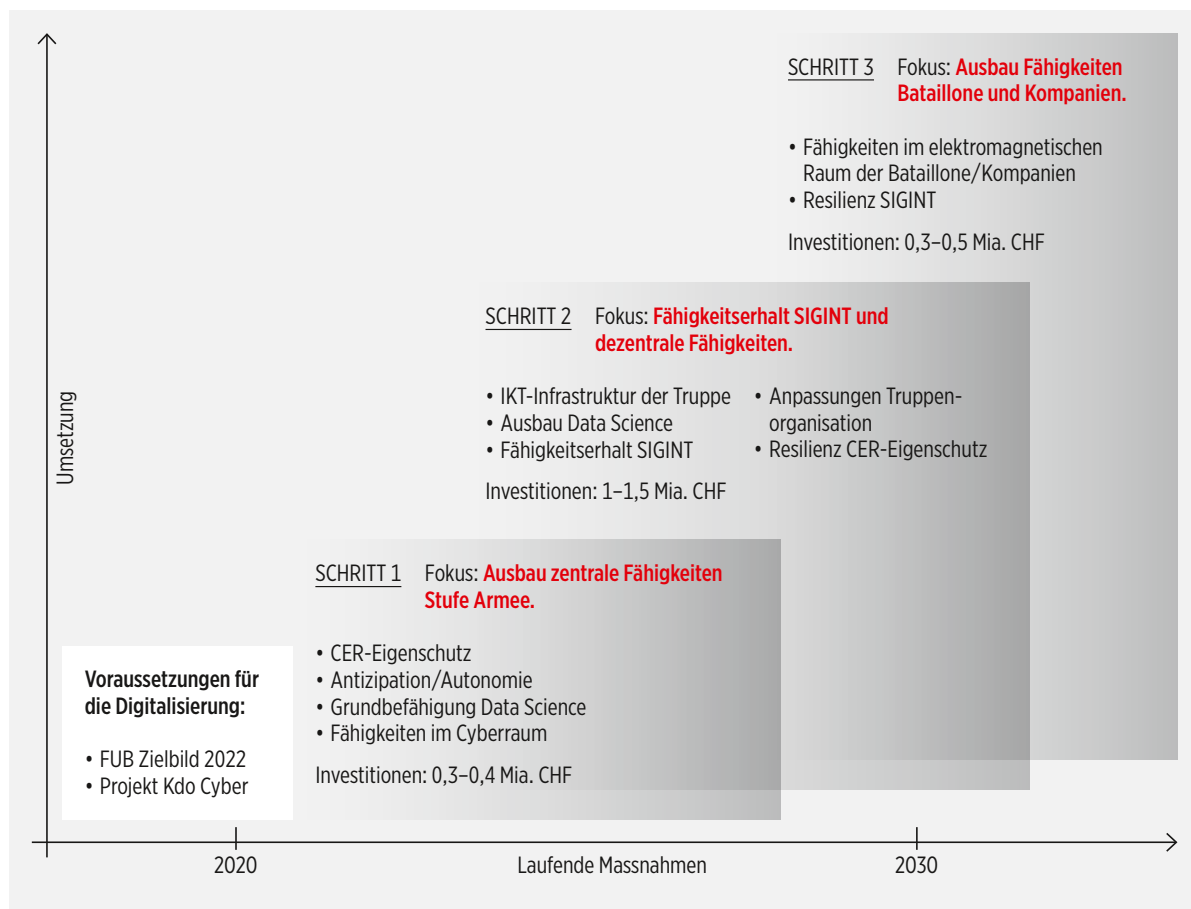 SCHRITT 3 Fokus: Ausbau Fähigkeiten
Bataillone und Kompanien.
• Fähigkeiten im elektromagnetischen
Raum der Bataillone/Kompanien
• Resilienz SIGINT
Investitionen: 0,3–0,5 Mia. CHF
SCHRITT 2 Fokus: Fähigkeitserhalt SIGINT und
dezentrale Fähigkeiten.
• IKT-Infrastruktur der Truppe
• Ausbau Data Science
• Fähigkeitserhalt SIGINT
• Anpassungen Truppen-
organisation
• Resilienz CER-Eigenschutz
Investitionen: 1–1,5 Mia. CHF
SCHRITT 1 Fokus: Ausbau zentrale Fähigkeiten
Stufe Armee.
• CER-Eigenschutz
• Antizipation/Autonomie
• Grundbefähigung Data Science
• Fähigkeiten im Cyberraum
Investitionen: 0,3–0,4 Mia. CHF
Voraussetzungen für
die Digitalisierung:
• FUB Zielbild 2022
• Projekt Kdo Cyber
Umsetzung
2020
Laufende Massnahmen
2030